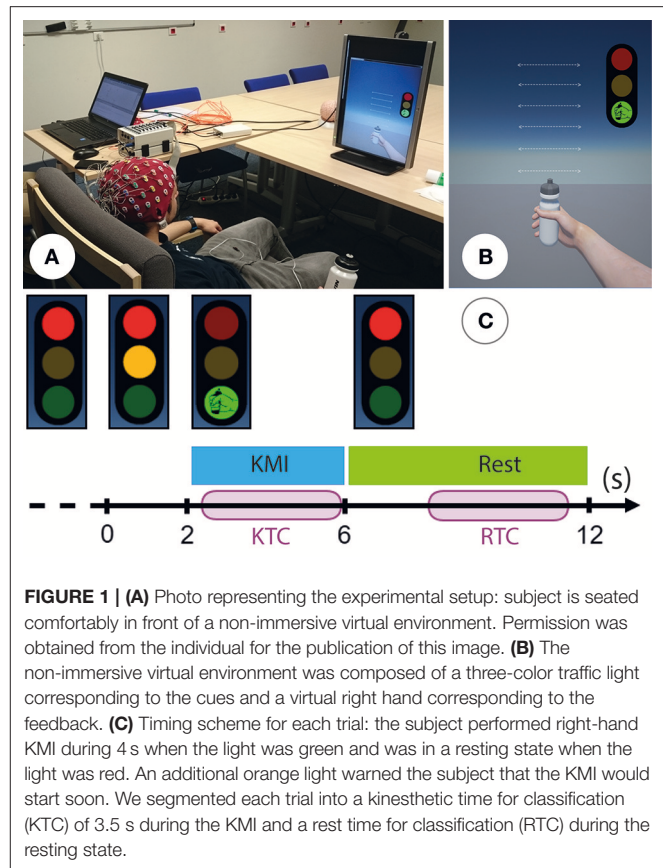 A
B
C
KMI
Rest
(s)
0
2
KTC
6
RTC
12
FIGURE 1 | (A) Photo representing the experimental setup: subject is seated
comfortably in front of a non-immersive virtual environment. Permission was
obtained from the individual for the publication of this image. (B) The
non-immersive virtual environment was composed of a three-color traffic light
corresponding to the cues and a virtual right hand corresponding to the
feedback. (C) Timing scheme for each trial: the subject performed right-hand
KMI during 4 s when the light was green and was in a resting state when the
light was red. An additional orange light warned the subject that the KMI would
start soon. We segmented each trial into a kinesthetic time for classification
(KTC) of 3.5 s during the KMI and a rest time for classification (RTC) during the
resting state.